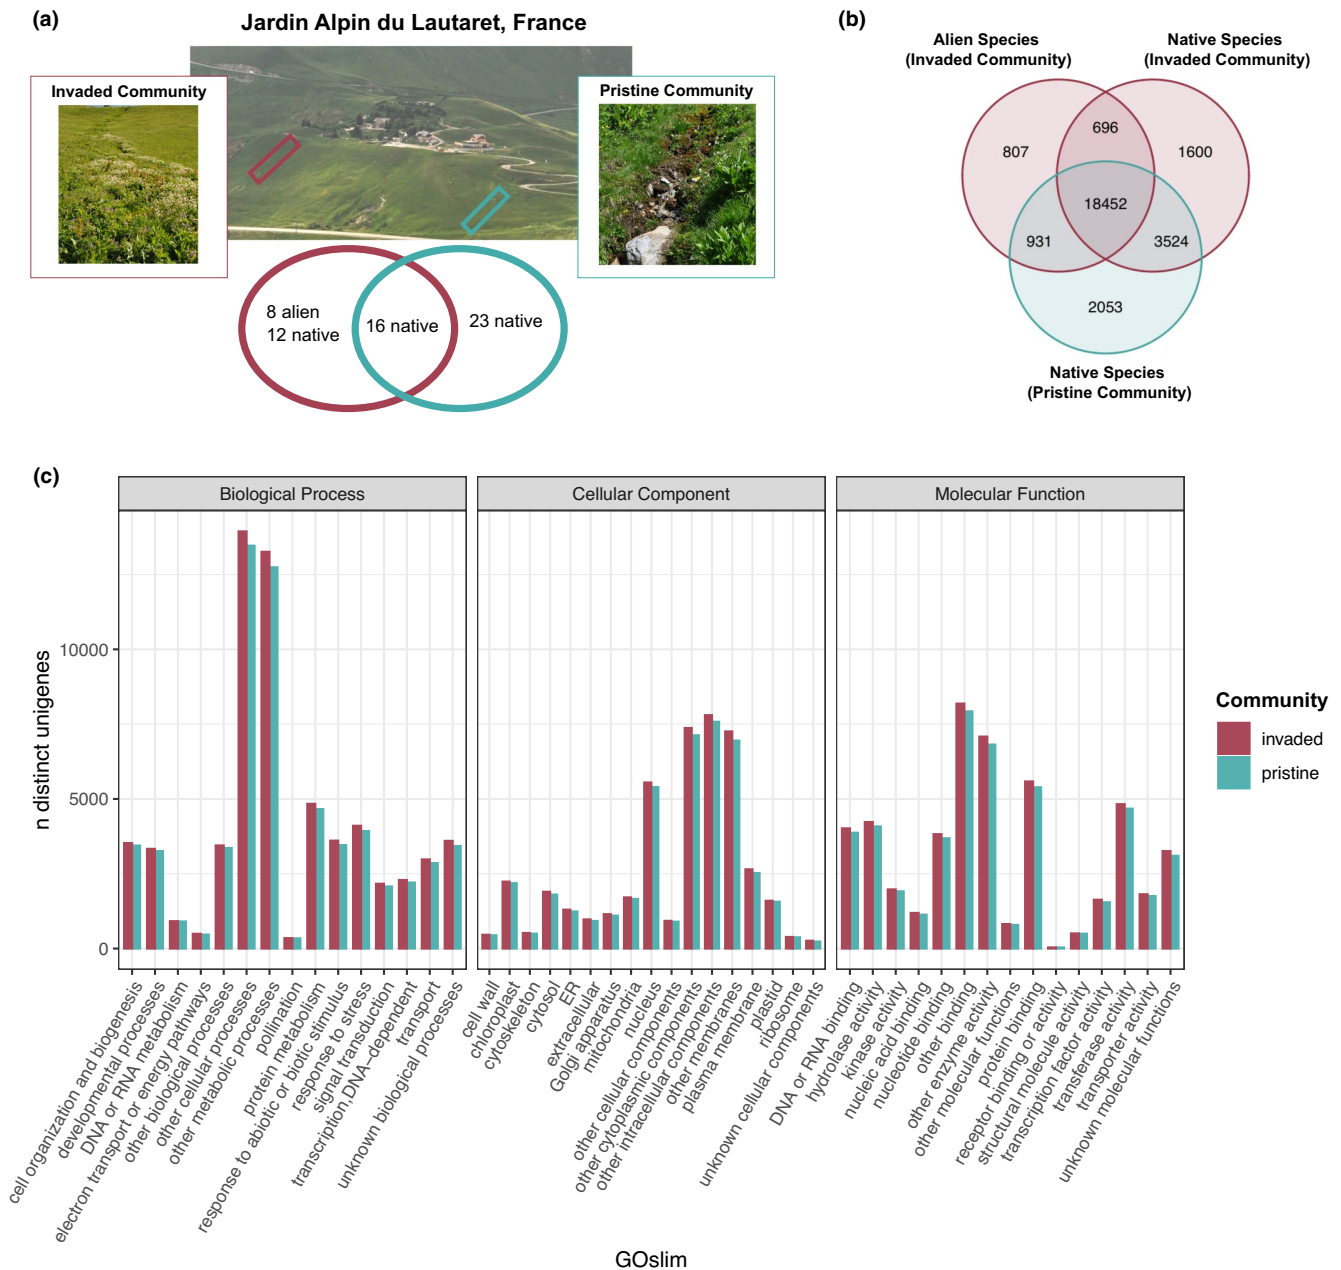 (a)
Jardin Alpin du Lautaret, France
Invaded Community
Pristine Community
8 alien
12 native
16 native
23 native
(b)
Alien Species
(Invaded Community)
Native Species
(Invaded Community)
696
807
1600
18452
931
3524
2053
Native Species
(Pristine Community)
(c)
Biological Process
Cellular Component
Molecular Function
n distinct unigenes
10000
5000
0
cell organization and biogenesis
developmental processes
DNA or RNA metabolism
electron transport or energy pathways
other biological processes
other cellular processes
other metabolic processes
pollination
protein metabolism
response to abiotic or biotic stimulus
response to stress
signal transduction
transcription,DNA−dependent
transport
unknown biological processes
cell wall
chloroplast
cytoskeleton
cytosol
ER
extracellular
Golgi apparatus
mitochondria
nucleus
other cellular components
other cytoplasmic components
other intracellular components
other membranes
plasma membrane
plastid
ribosome
unknown cellular components
DNA or RNA binding
hydrolase activity
kinase activity
nucleic acid binding
nucleotide binding
other binding
other enzyme activity
other molecular functions
protein binding
receptor binding or activity
structural molecule activity
transcription factor activity
transferase activity
transporter activity
unknown molecular functions
GOslim
Community
invaded
pristine